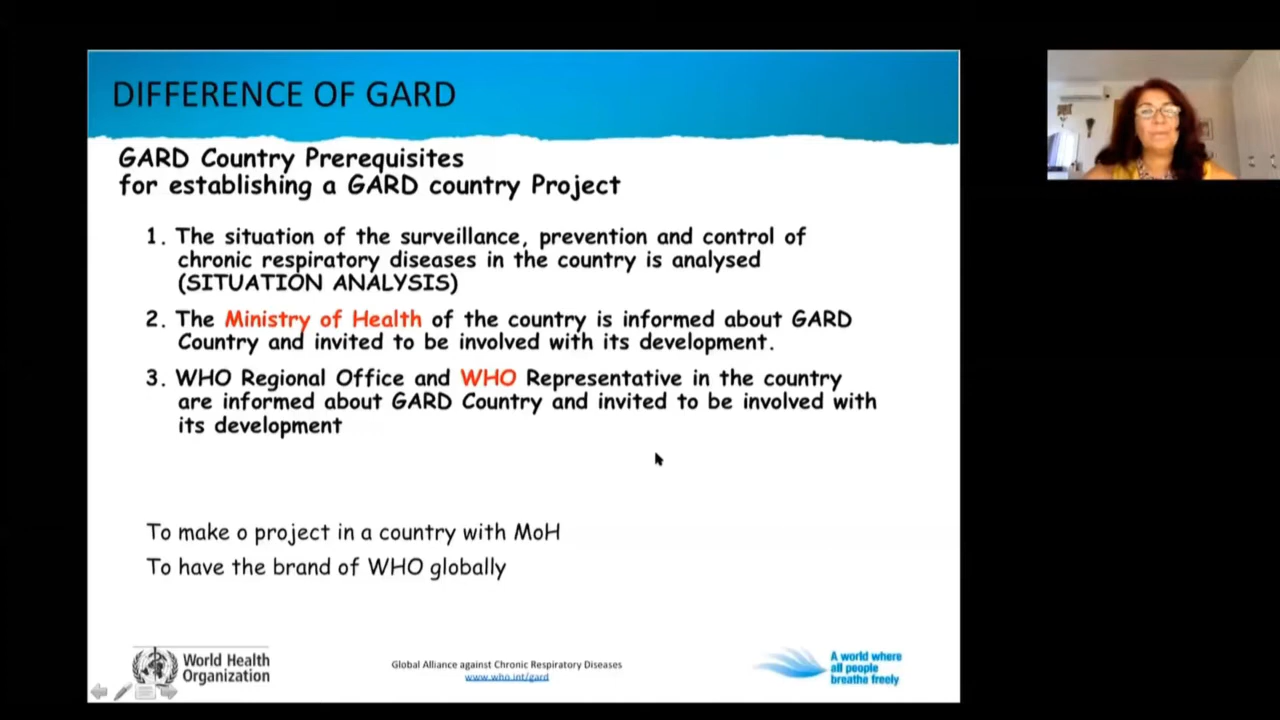 DIFFERENCE OF GARD
GARD Country Prerequisites
for establishing a GARD country Project
1. The situation of the surveillance, prevention and control of
chronic respiratory diseases in the country is analysed
(SITUATION ANALYSIS)
2. The Ministry of Health of the country is informed about GARD
Country and invited to be involved with its development.
3. WHO Regional Office and WHO Representative in the country
are informed about GARD Country and invited to be involved with
its development
To make o project in a country with MoH
To have the brand of WHO globally
World Health
Organization
Global Alliance against Chronic Respiratory Diseases
www.who.int/gard
A world where
all people
breathe freely